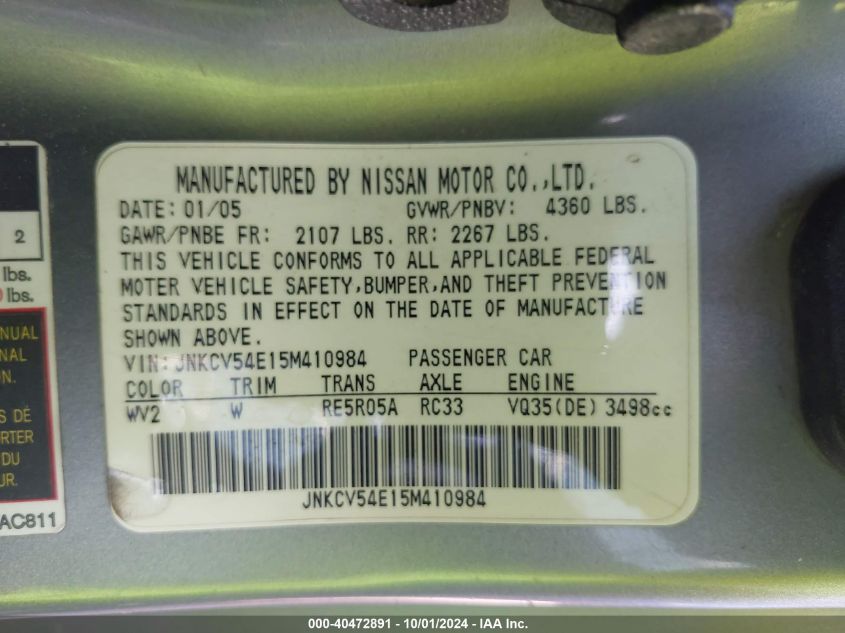 MANUFACTURED BY NISSAN MOTOR CO.,LTD.
DATE: 01/05 GVWR/PNBV: 4360 LBS.
GAWR/PNBE FR: 2107 LBS. RR: 2267 LBS.
THIS VEHICLE CONFORMS TO ALL APPLICABLE FEDERAL
MOTER VEHICLE SAFETY,BUMPER,AND THEFT PREVENTION
STANDARDS IN EFFECT ON THE DATE OF MANUFACTURE
SHOWN ABOVE.
VIN: JNKCV54E15M410984 PASSENGER CAR
COLOR TRIM TRANS AXLE ENGINE
WV2 W RE5R05A RC33 VQ35(DE) 3498cc
JNKCV54E15M410984
2
lbs.
lbs.
DE
DU
AC811
000-40472891 - 10/01/2024 - IAA Inc.